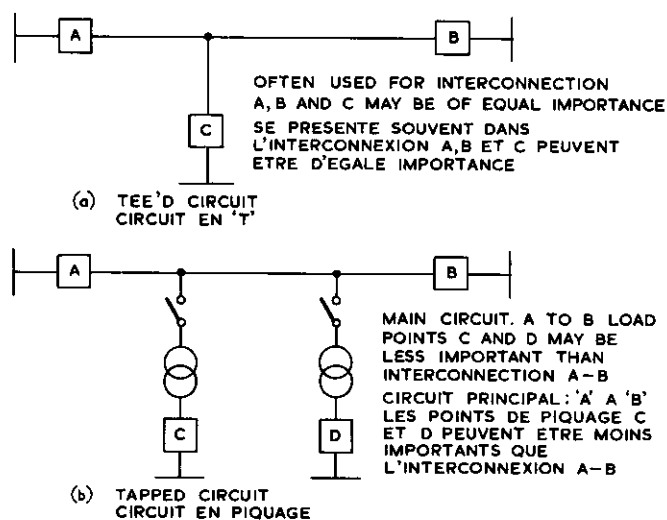 A
B
OFTEN USED FOR INTERCONNECTION
A,B AND C MAY BE OF EQUAL IMPORTANCE
C
SE PRESENTE SOUVENT DANS
L'INTERCONNEXION A,B ET C PEUVENT
ETRE D'EGALE IMPORTANCE
(a) TEE'D CIRCUIT
CIRCUIT EN 'T'
A
B
MAIN CIRCUIT. A TO B LOAD
POINTS C AND D MAY BE
LESS IMPORTANT THAN
INTERCONNECTION A-B
CIRCUIT PRINCIPAL: 'A' A 'B'
LES POINTS DE PIQUAGE C
ET D PEUVENT ETRE MOINS
IMPORTANTS QUE
L'INTERCONNEXION A-B
C
D
(b) TAPPED CIRCUIT
CIRCUIT EN PIQUAGE